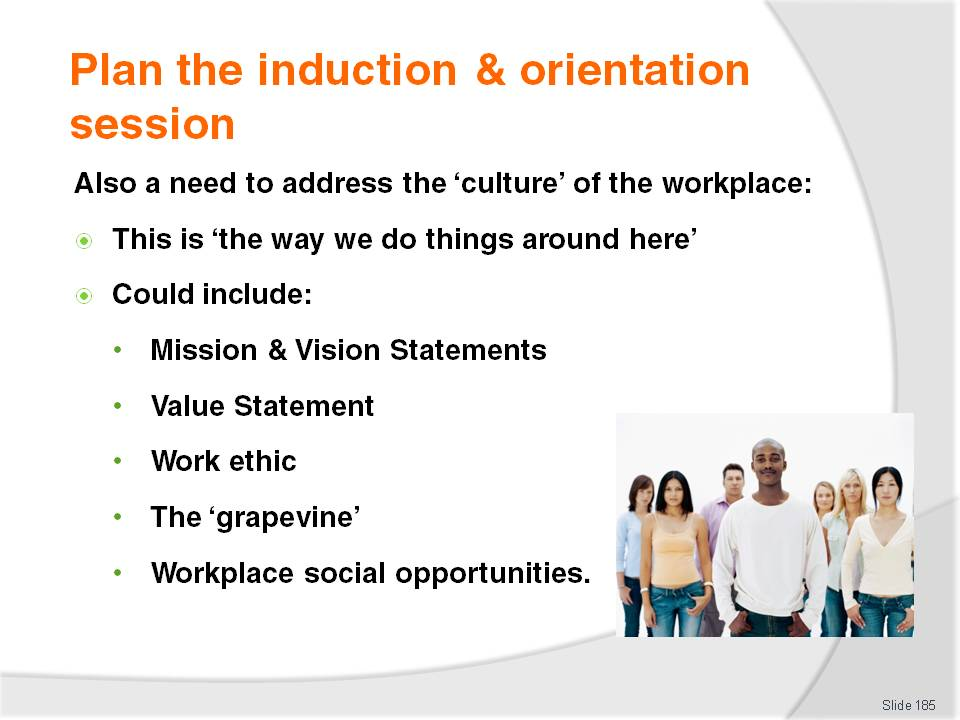 Plan the induction & orientation
session
Also a need to address the ‘culture’ of the workplace:
This is ‘the way we do things around here’
Could include:
• Mission & Vision Statements
• Value Statement
• Work ethic
• The ‘grapevine’
• Workplace social opportunities.
Slide 185